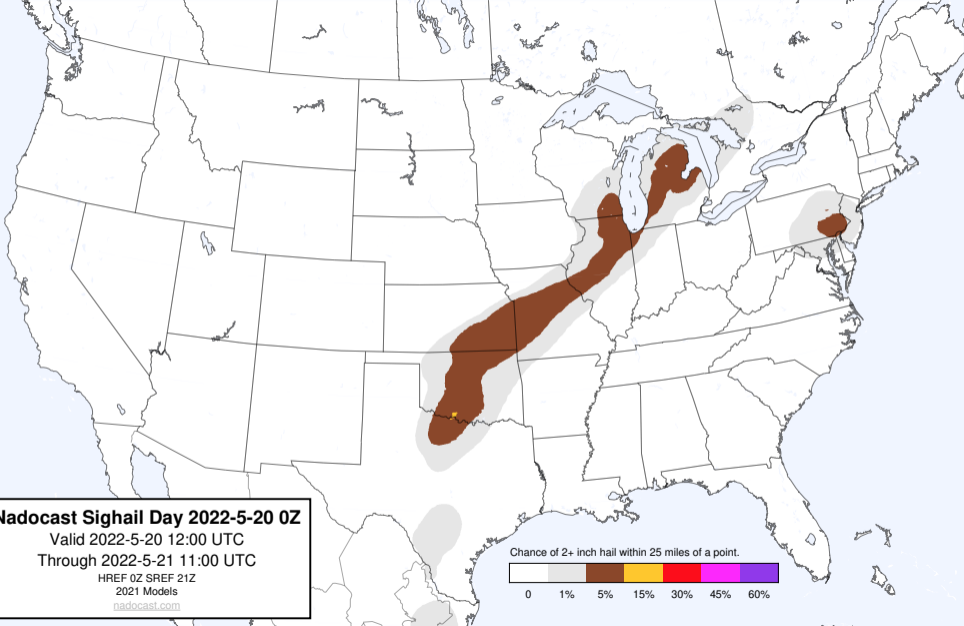 Nadocast Sighail Day 2022-5-20 0Z
Valid 2022-5-20 12:00 UTC
Through 2022-5-21 11:00 UTC
HREF 0Z SREF 21Z
2021 Models
nadocast.com
Chance of 2+ inch hail within 25 miles of a point.
0 1% 5% 15% 30% 45% 60%